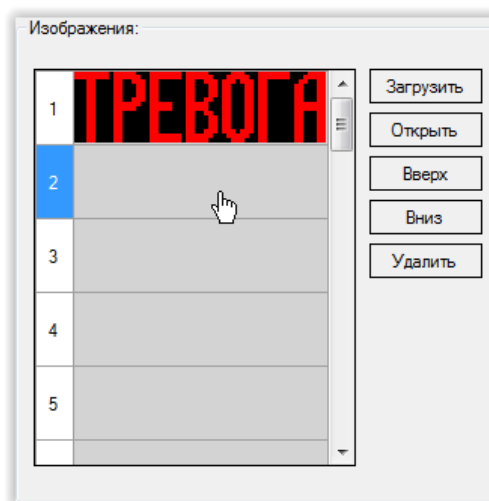 Изображения:
1 ТРЕВОГА
2
3
4
5
Загрузить
Открыть
Вверх
Вниз
Удалить